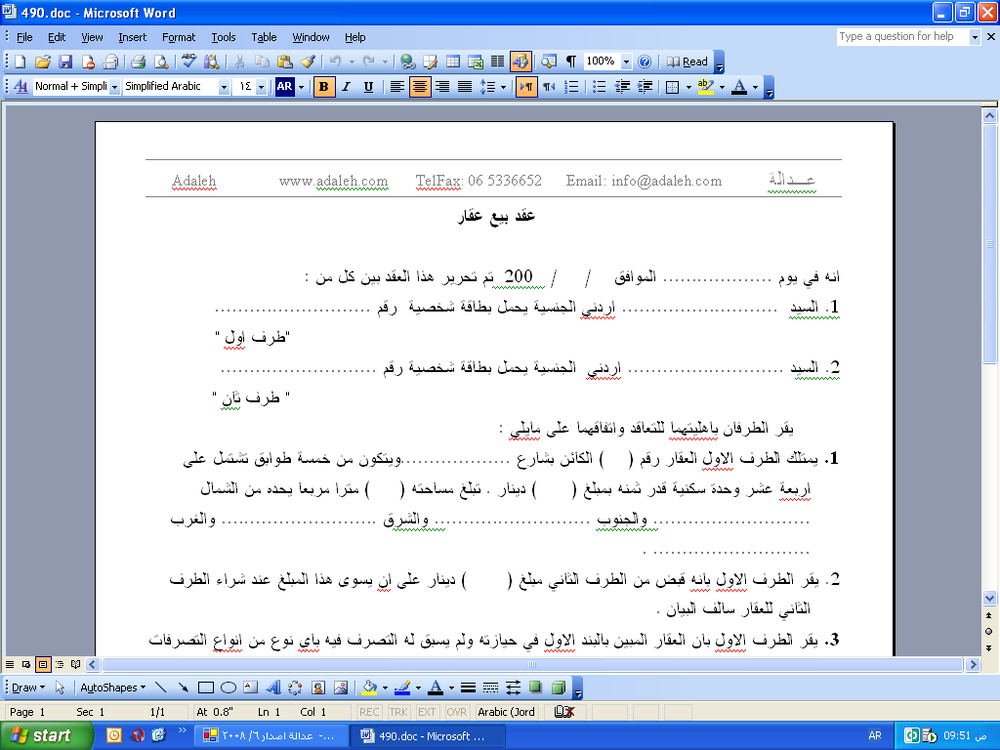 490.doc - Microsoft Word
File Edit View Insert Format Tools Table Window Help Type a question for help
100% Read
Normal + Simpli Simplified Arabic ١٤ AR B I U
Adaleh www.adaleh.com TelFax: 06 5336652 Email: info@adaleh.com عـــدالة
عقد بيع عقار
انه في يوم ................... الموافق / / 200 تم تحرير هذا العقد بين كل من :
1. السيد ........................... اردني الجنسية يحمل بطاقة شخصية رقم ...........................
"طرف اول "
2. السيد ........................... اردني الجنسية يحمل بطاقة شخصية رقم ...........................
" طرف ثان "
يقر الطرفان باهليتهما للتعاقد واتفاقهما على مايلي :
1. يمتلك الطرف الاول العقار رقم ( ) الكائن بشارع ...................ويتكون من خمسة طوابق تشتمل على
اربعة عشر وحدة سكنية قدر ثمنه بمبلغ ( ) دينار . تبلغ مساحته ( ) مترا مربعا يحده من الشمال
........................... والجنوب ........................... والشرق ........................... والغرب
........................... .
2. يقر الطرف الاول بانه قبض من الطرف الثاني مبلغ ( ) دينار على ان يسوى هذا المبلغ عند شراء الطرف
الثاني للعقار سالف البيان .
3. يقر الطرف الاول بان العقار المبين بالبند الاول في حيازته ولم يسبق له التصرف فيه باي نوع من انواع التصرفات
Draw AutoShapes
Page 1 Sec 1 1/1 At 0.8" Ln 1 Col 1 REC TRK EXT OVR Arabic (Jord
start عدالة اصدار٦/ ٢٠٠٨ -... 490.doc - Microsoft ... AR 09:51 ص